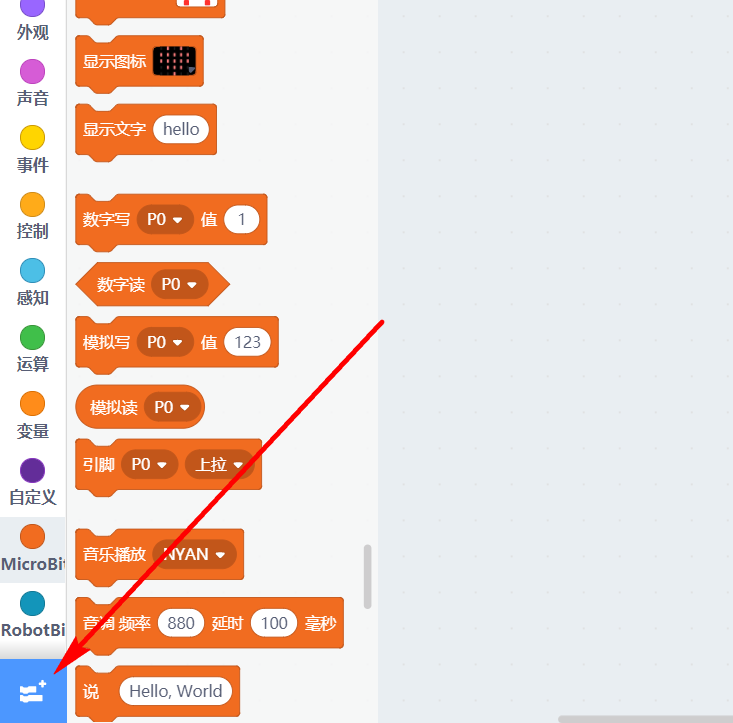 外观
声音
事件
控制
感知
运算
变量
自定义
MicroBit
RobotBi
显示图标
显示文字 hello
数字写 P0 值 1
数字读 P0
模拟写 P0 值 123
模拟读 P0
引脚 P0 上拉
音乐播放 NYAN
音调 频率 880 延时 100 毫秒
说 Hello, World